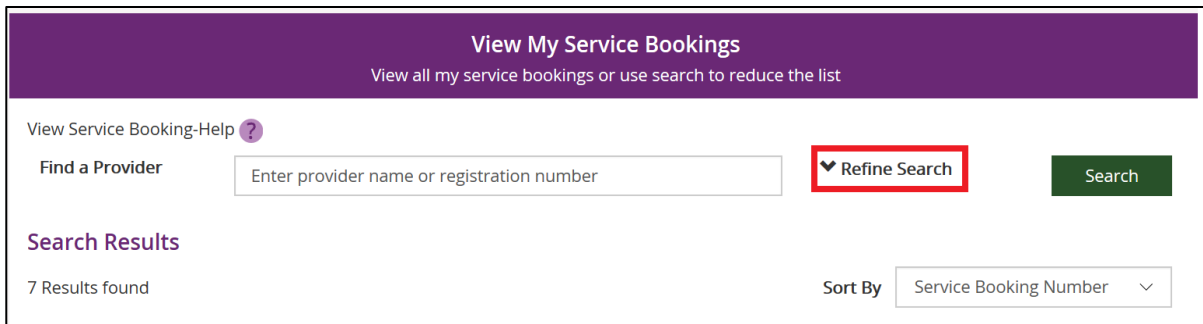 View My Service Bookings
View all my service bookings or use search to reduce the list
View Service Booking-Help ?
Find a Provider
Enter provider name or registration number
Refine Search
Search
Search Results
7 Results found
Sort By
Service Booking Number